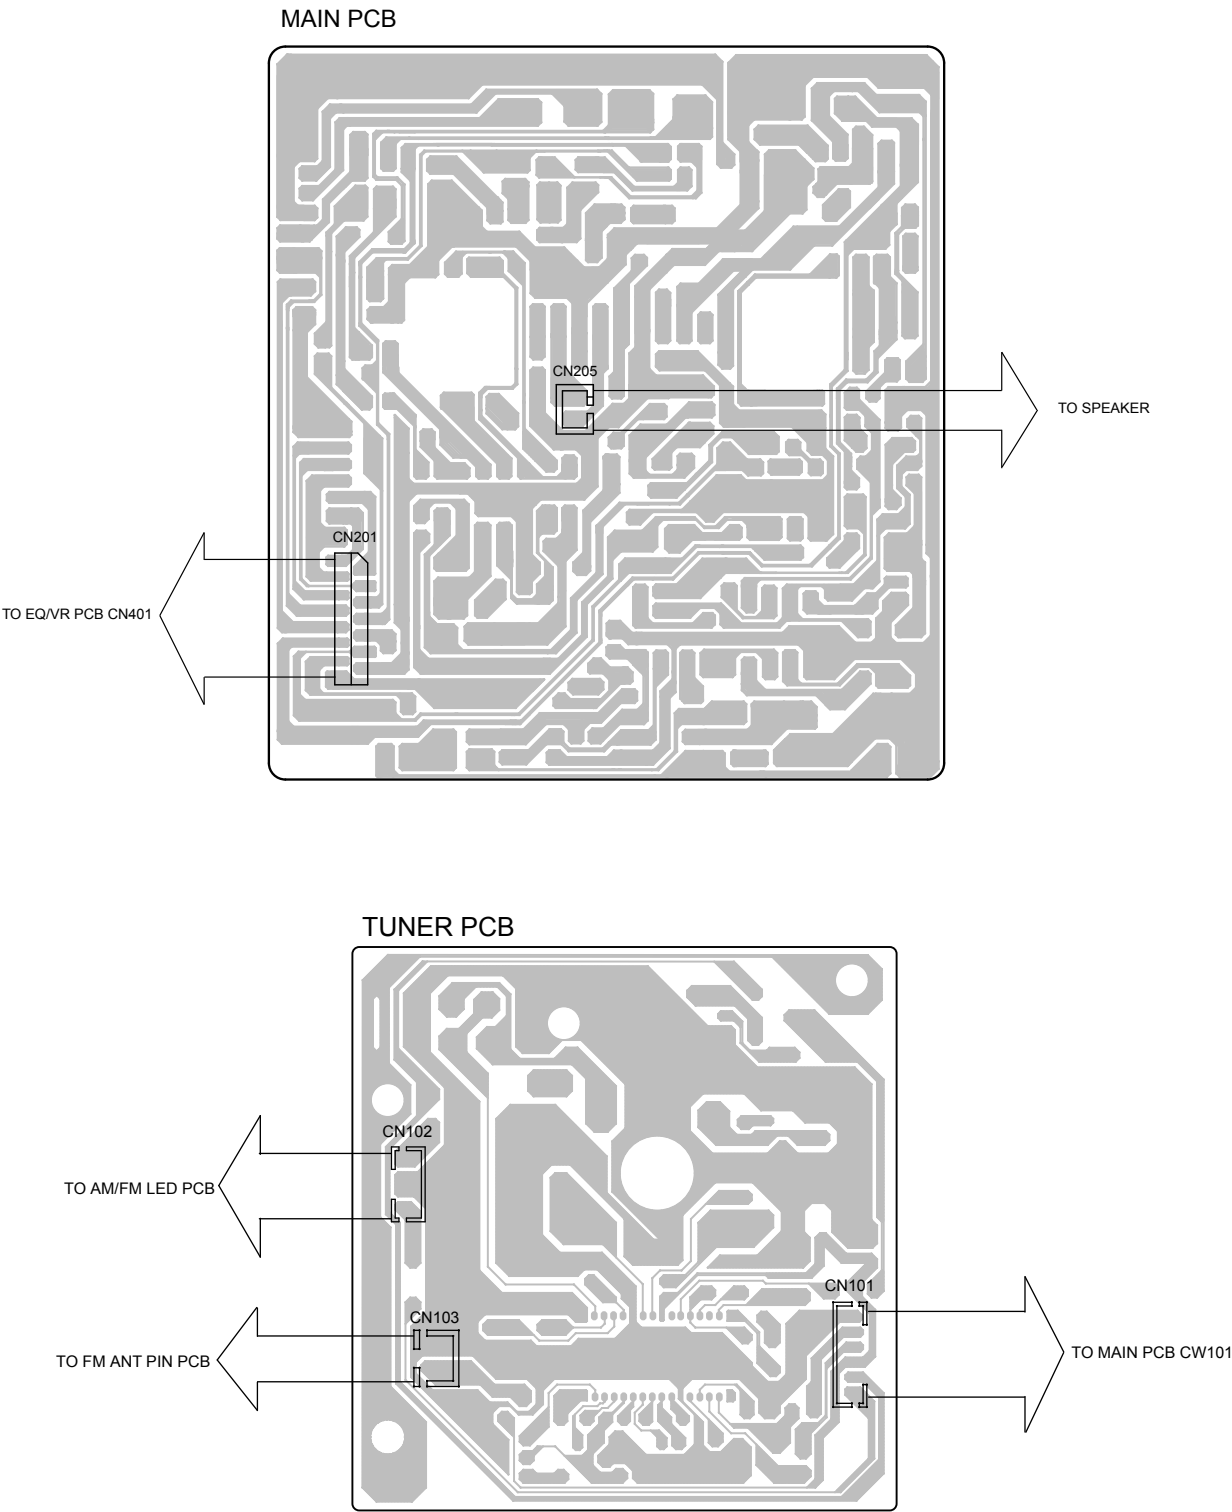 MAIN PCB
CN205
TO SPEAKER
CN201
TO EQ/VR PCB CN401
TUNER PCB
CN102
TO AM/FM LED PCB
CN101
CN103
TO MAIN PCB CW101
TO FM ANT PIN PCB